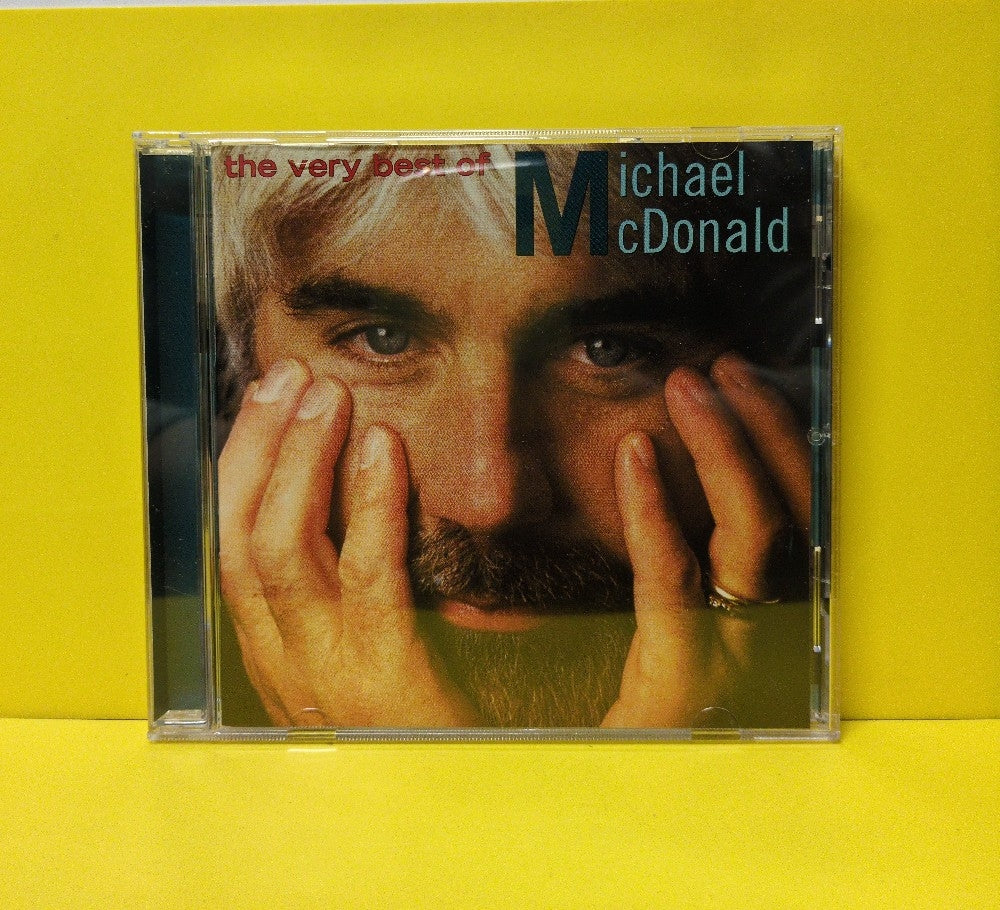 the very best of
Michael
McDonald